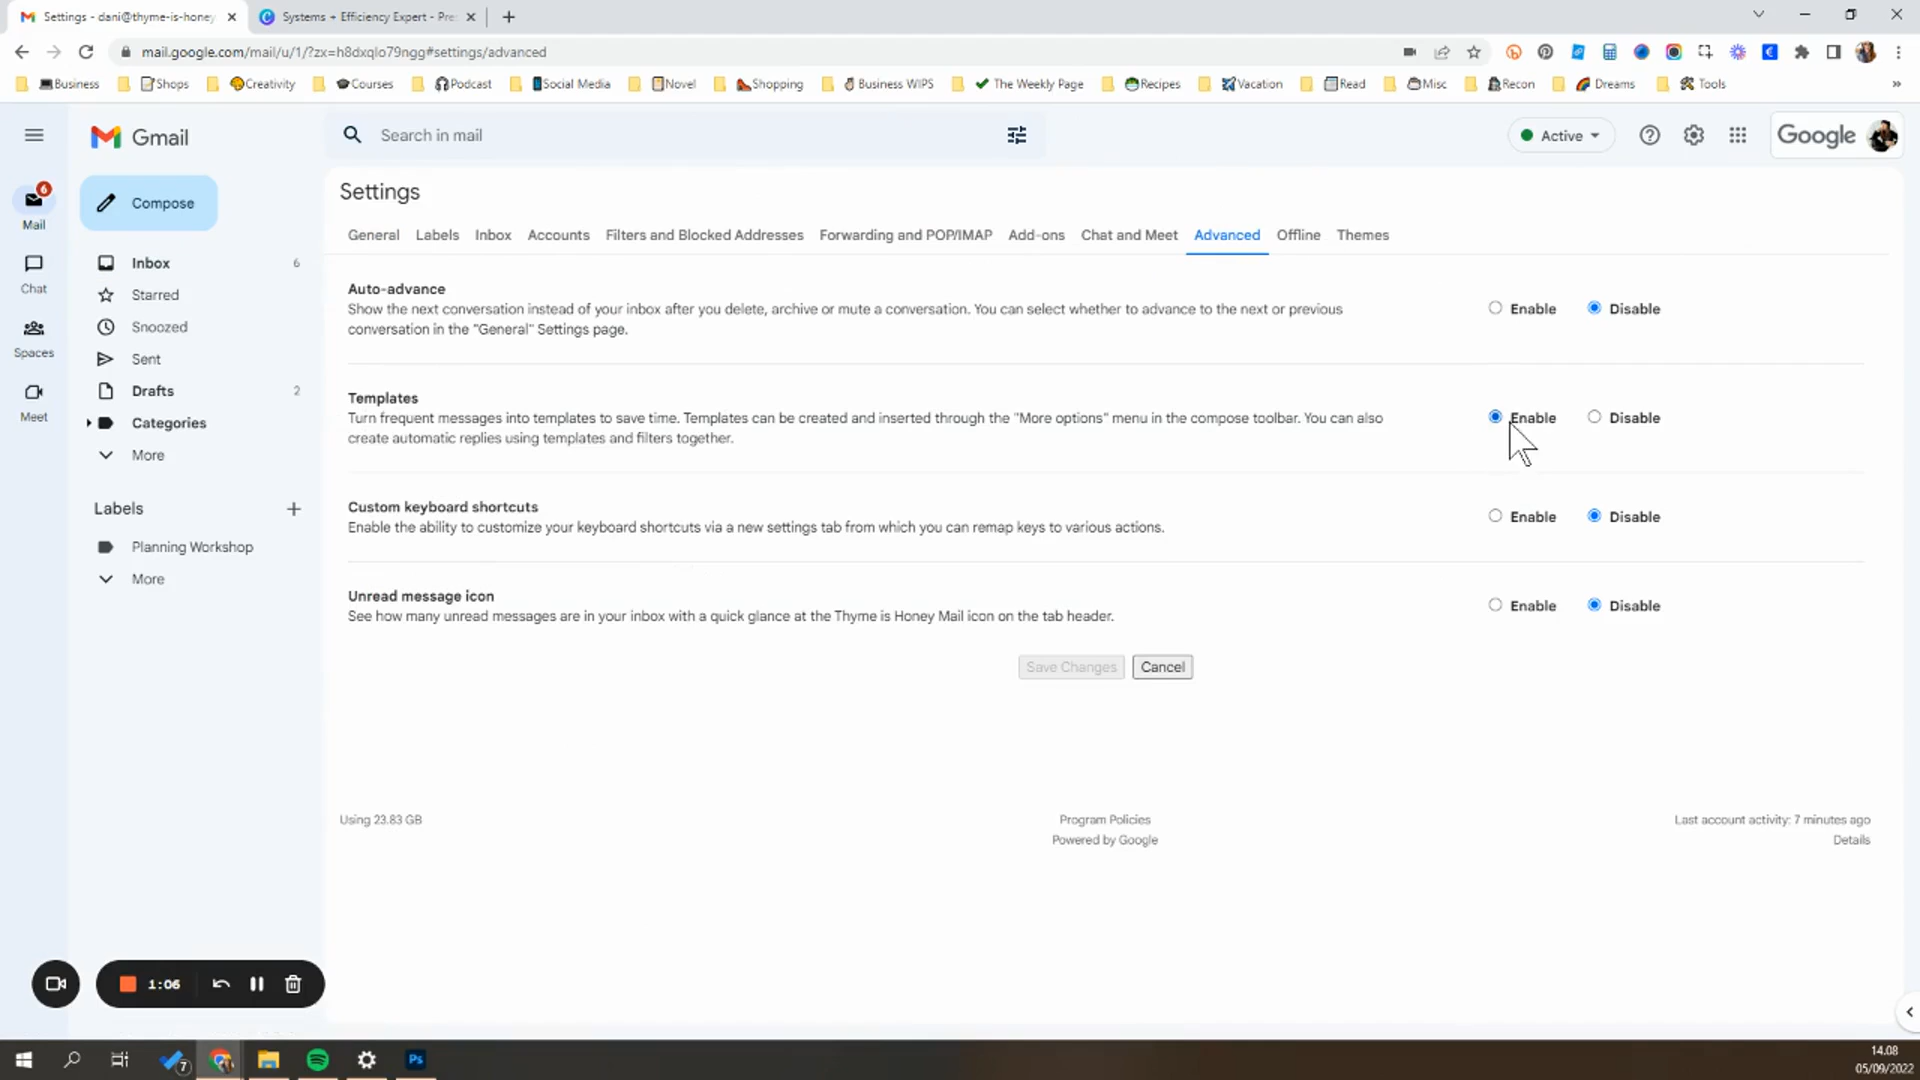 Settings - dani@thyme-is-honey
Systems + Efficiency Expert - Pre
mail.google.com/mail/u/1/?zx=h8dxqlo79ngg#settings/advanced
Business
Shops
Creativity
Courses
Podcast
Social Media
Novel
Shopping
Business WIPS
The Weekly Page
Recipes
Vacation
Read
Misc
Recon
Dreams
Tools
Gmail
Search in mail
Active
Google
6
Mail
Chat
Spaces
Meet
Compose
Inbox 6
Starred
Snoozed
Sent
Drafts 2
Categories
More
Labels
Planning Workshop
More
Settings
General Labels Inbox Accounts Filters and Blocked Addresses Forwarding and POP/IMAP Add-ons Chat and Meet Advanced Offline Themes
Auto-advance
Show the next conversation instead of your inbox after you delete, archive or mute a conversation. You can select whether to advance to the next or previous
conversation in the "General" Settings page.
Enable Disable
Templates
Turn frequent messages into templates to save time. Templates can be created and inserted through the "More options" menu in the compose toolbar. You can also
create automatic replies using templates and filters together.
Enable Disable
Custom keyboard shortcuts
Enable the ability to customize your keyboard shortcuts via a new settings tab from which you can remap keys to various actions.
Enable Disable
Unread message icon
See how many unread messages are in your inbox with a quick glance at the Thyme is Honey Mail icon on the tab header.
Enable Disable
Save Changes Cancel
Using 23.83 GB
Program Policies
Powered by Google
Last account activity: 7 minutes ago
Details
1:06
7
Ps
14.08
05/09/2022